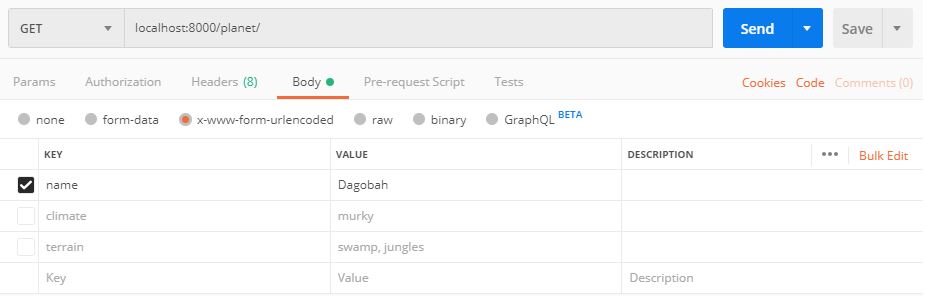 GET localhost:8000/planet/ Send Save
Params Authorization Headers (8) Body Pre-request Script Tests Cookies Code Comments (0)
none form-data x-www-form-urlencoded raw binary GraphQL BETA
KEY VALUE DESCRIPTION ••• Bulk Edit
name Dagobah
climate murky
terrain swamp, jungles
Key Value Description